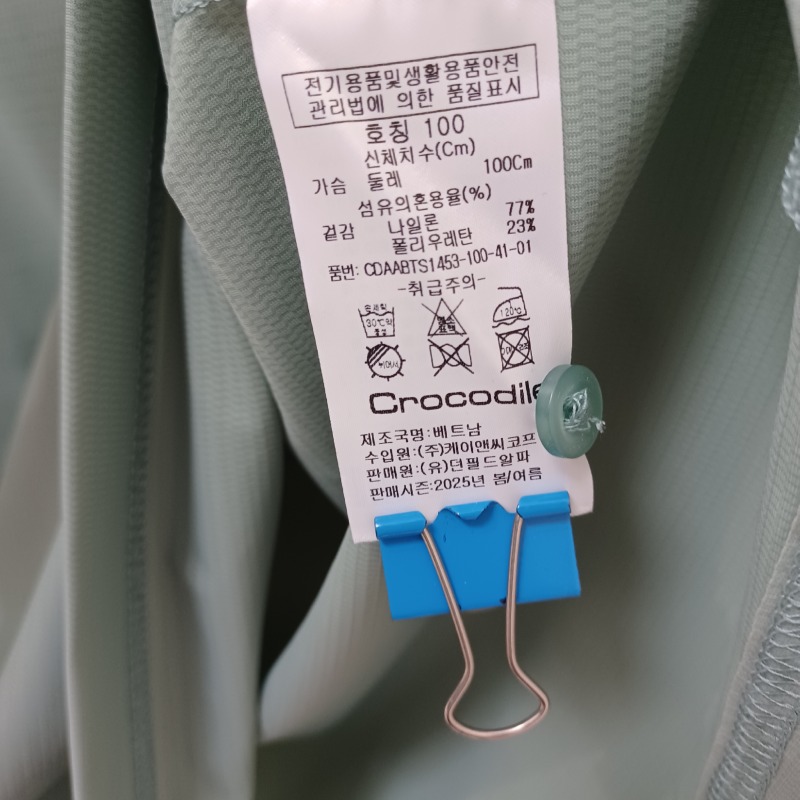 전기용품및생활용품안전
관리법에 의한 품질표시
호칭 100
신체치수(Cm)
가슴 둘레 100Cm
섬유의혼용율(%)
겉감 나일론 77%
폴리우레탄 23%
품번: CDAABTS1453-100-41-01
-취급주의-
30℃약
120℃
Crocodile
제조국명:베트남
수입원:(주)케이앤씨코프
판매원:(유)던필드알파
판매시즌:2025년 봄/여름